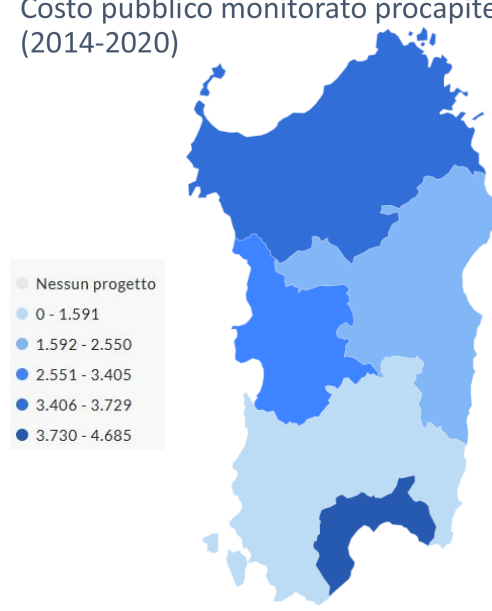 Costo pubblico monitorato procapite
(2014-2020)
Nessun progetto
0 - 1.591
1.592 - 2.550
2.551 - 3.405
3.406 - 3.729
3.730 - 4.685